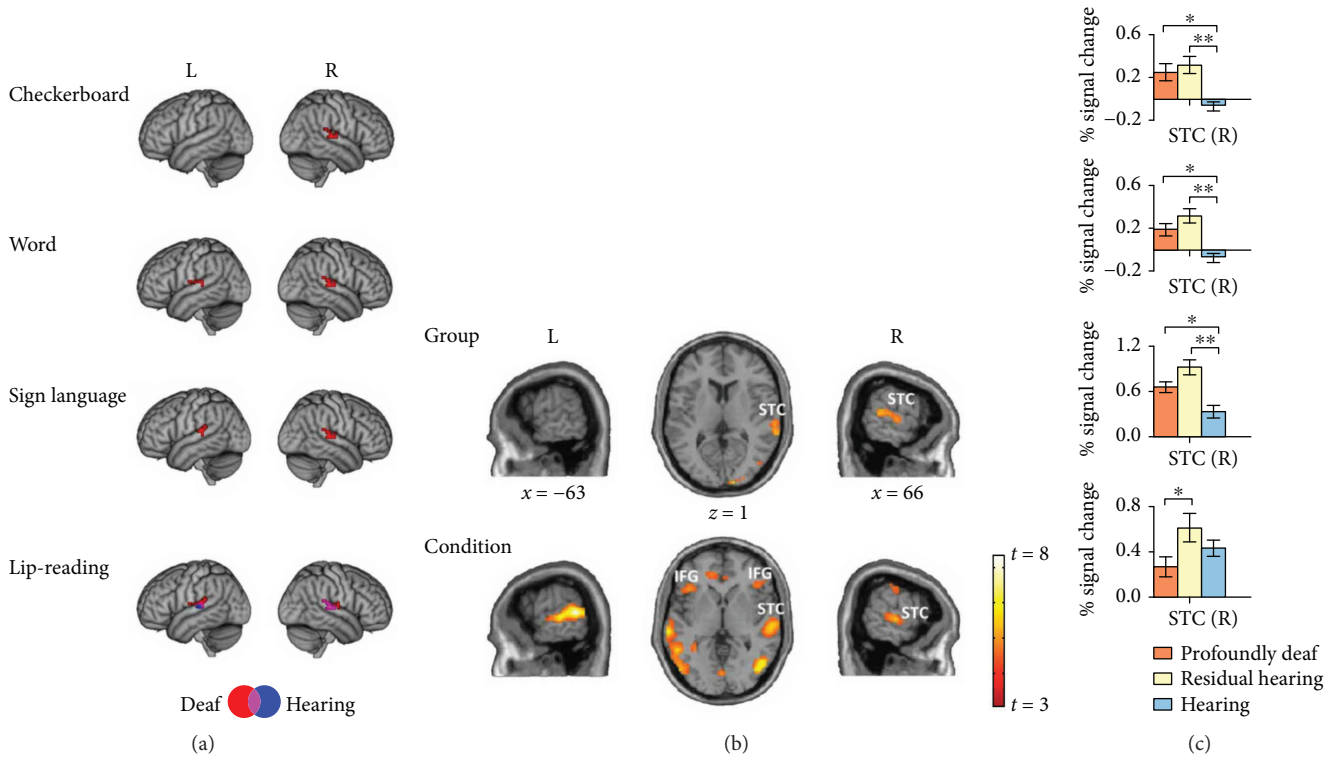 L R
Checkerboard
Word
Sign language
Lip-reading
Deaf Hearing
(a)
Group L R
STC
STC
x = −63
z = 1
x = 66
Condition
IFG IFG
STC
STC
t = 8
t = 3
(b)
% signal change
0.6
0.2
−0.2
*
**
STC (R)
% signal change
0.6
0.2
−0.2
*
**
STC (R)
% signal change
1.2
0.6
0.0
*
**
STC (R)
% signal change
0.8
0.4
0.0
*
STC (R)
Profoundly deaf
Residual hearing
Hearing
(c)